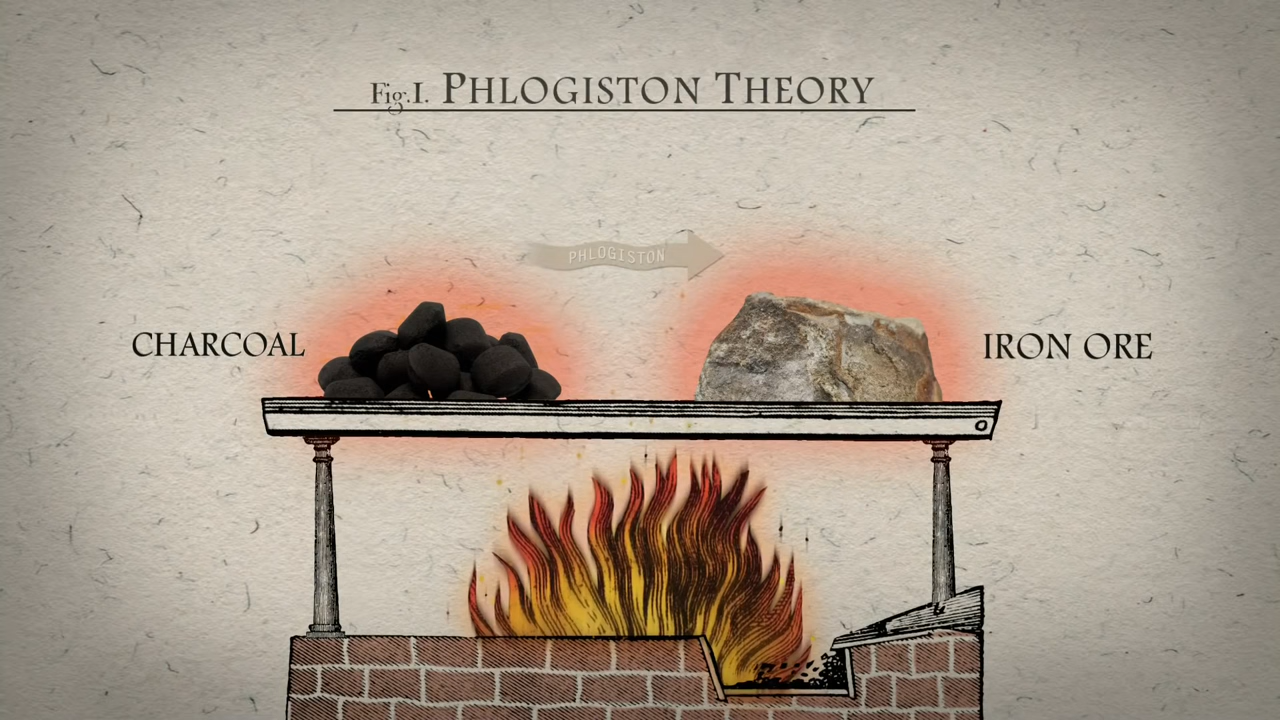 Fig.I. PHLOGISTON THEORY
PHLOGISTON
CHARCOAL
IRON ORE